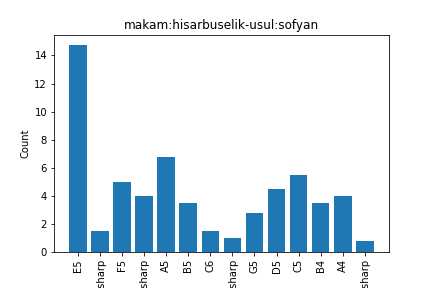 makam:hisarbuselik-usul:sofyan
Count
14
12
10
8
6
4
2
0
E5
sharp
F5
sharp
A5
B5
C6
sharp
G5
D5
C5
B4
A4
sharp